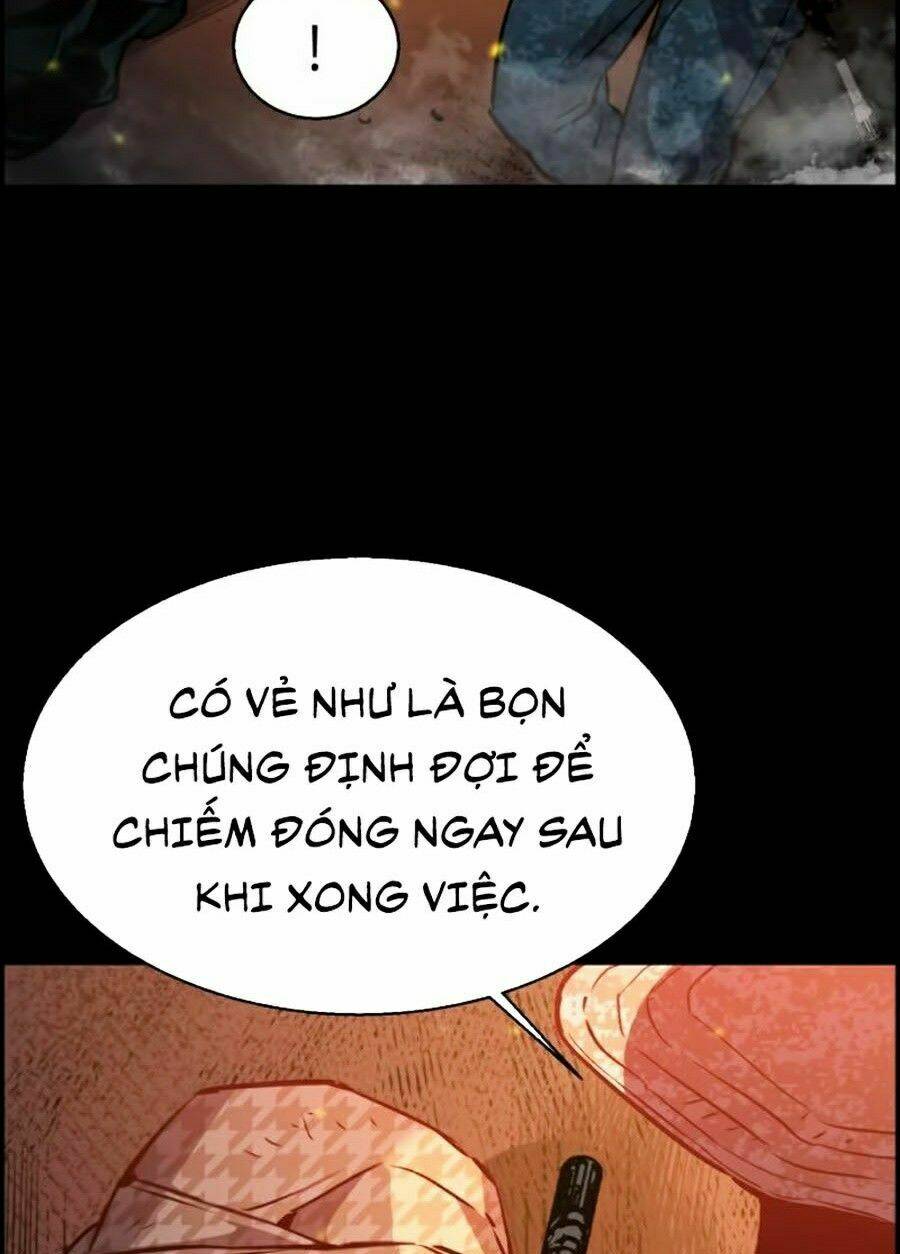 !
CÓ VẺ NHƯ LÀ BỌN
CHÚNG ĐỊNH ĐỢI ĐỂ
CHIẾM ĐÓNG NGAY SAU
KHI XONG VIỆC.